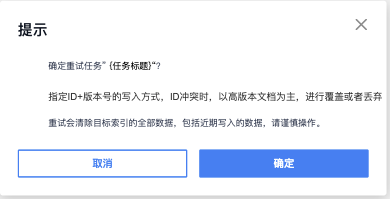 提示
确定重试任务” {任务标题}“?
指定ID+版本号的写入方式，ID冲突时，以高版本文档为主，进行覆盖或者丢弃
重试会清除目标索引的全部数据，包括近期写入的数据，请谨慎操作。
取消
确定